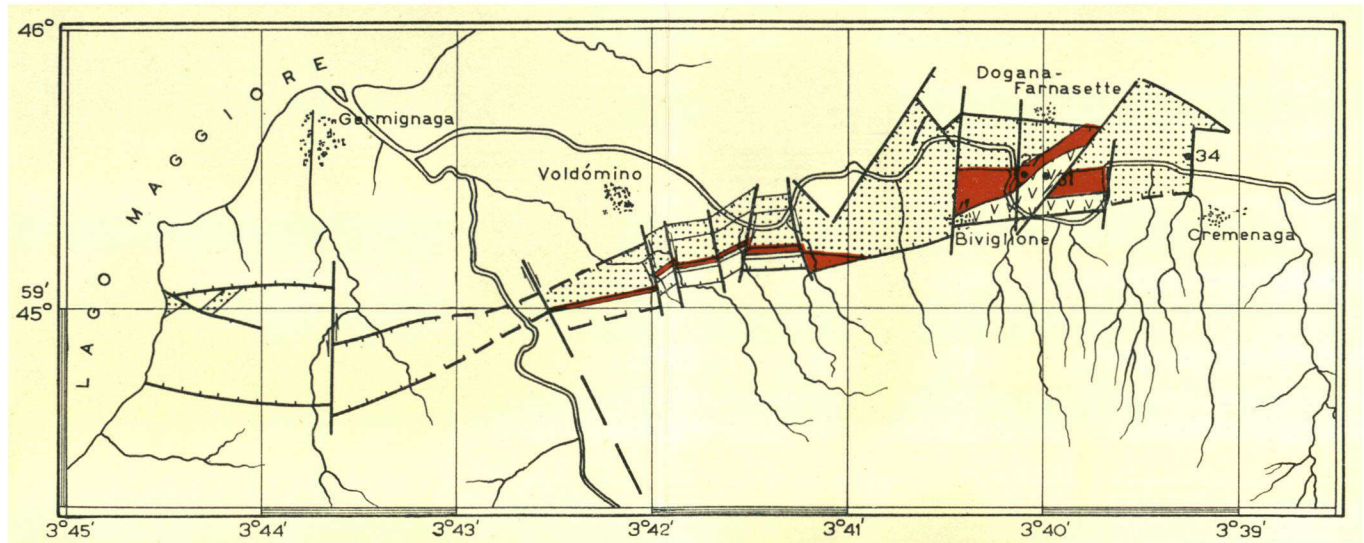 46°
LAGO MAGGIORE
Germignaga
Voldómino
Dogana-
Farnasette
34
31
Biviglione
Cremenaga
59'
45°
3°45'
3°44'
3°43'
3°42'
3°41'
3°40'
3°39'